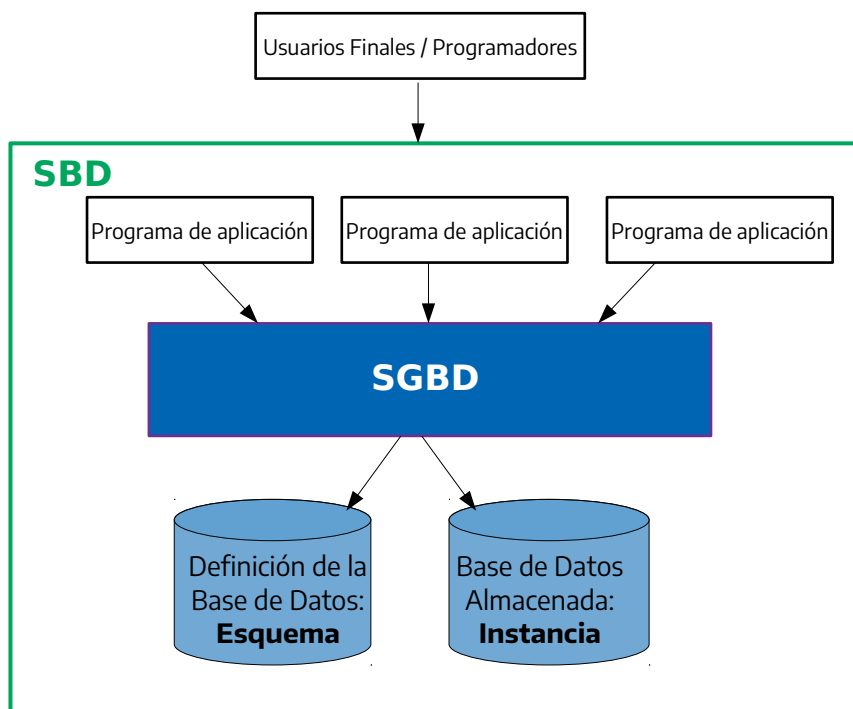 Usuarios Finales / Programadores
SBD
Programa de aplicación
Programa de aplicación
Programa de aplicación
SGBD
Definición de la
Base de Datos:
Esquema
Base de Datos
Almacenada:
Instancia